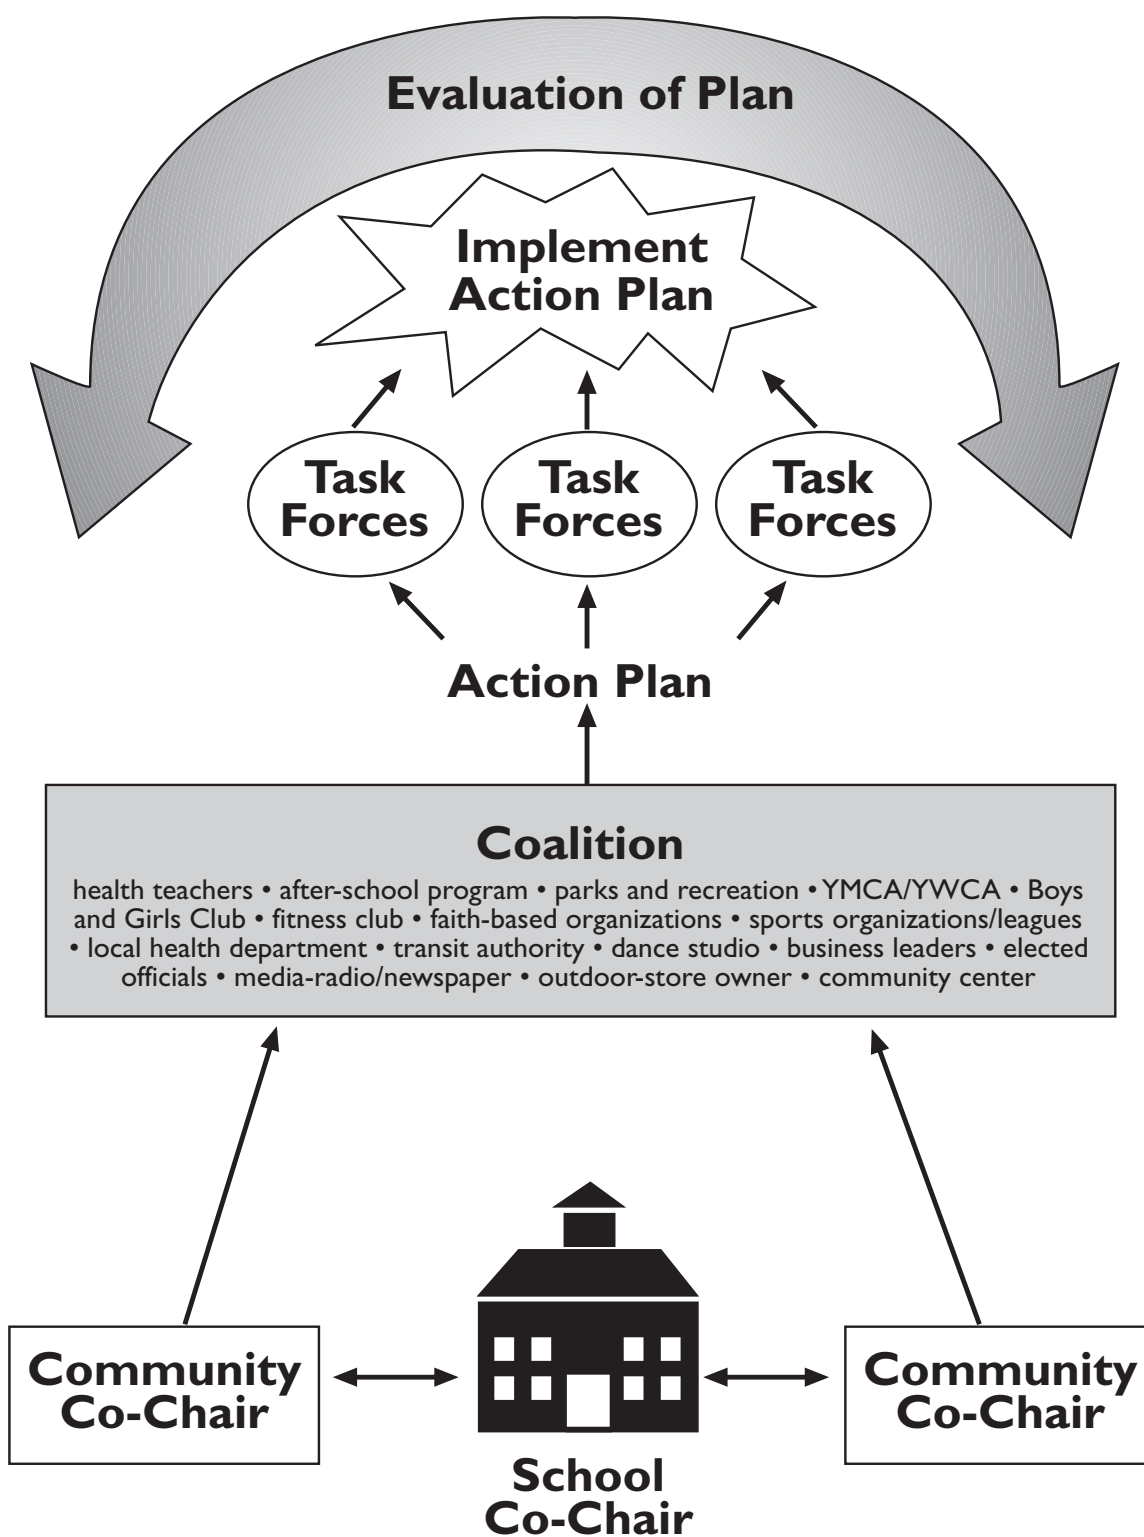 Evaluation of Plan
Implement
Action Plan
Task
Forces
Task
Forces
Task
Forces
Action Plan
Coalition
health teachers • after-school program • parks and recreation • YMCA/YWCA • Boys
and Girls Club • fitness club • faith-based organizations • sports organizations/leagues
• local health department • transit authority • dance studio • business leaders • elected
officials • media-radio/newspaper • outdoor-store owner • community center
Community
Co-Chair
School
Co-Chair
Community
Co-Chair